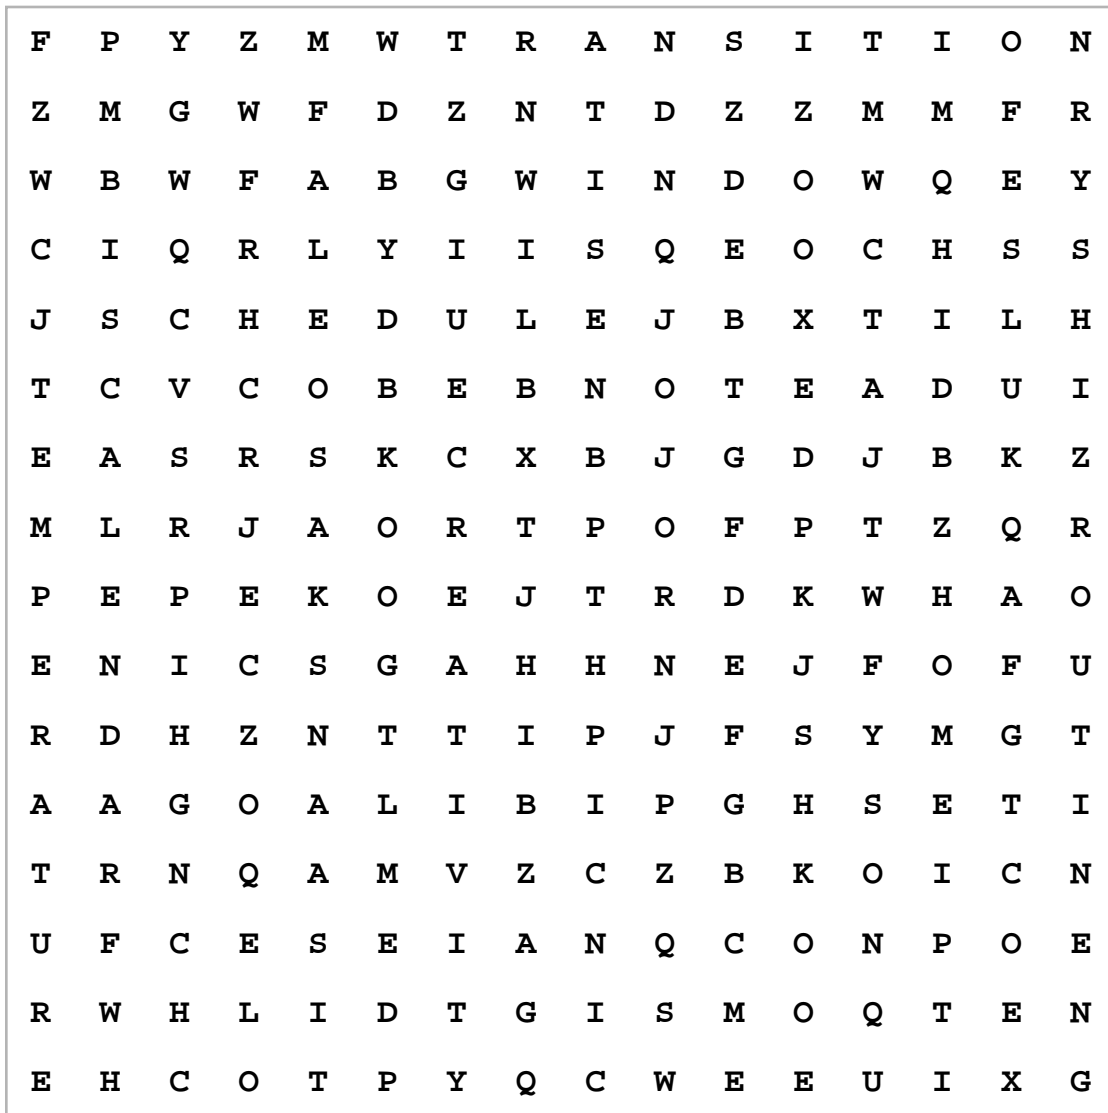 F P Y Z M W T R A N S I T I O N
Z M G W F D Z N T D Z Z M M F R
W B W F A B G W I N D O W Q E Y
C I Q R L Y I I S Q E O C H S S
J S C H E D U L E J B X T I L H
T C V C O B E B N O T E A D U I
E A S R S K C X B J G D J B K Z
M L R J A O R T P O F P T Z Q R
P E P E K O E J T R D K W H A O
E N I C S G A H H N E J F O F U
R D H Z N T T I P J F S Y M G T
A A G O A L I B I P G H S E T I
T R N Q A M V Z C Z B K O I C N
U F C E S E I A N Q C O N P O E
R W H L I D T G I S M O Q T E N
E H C O T P Y Q C W E E U I X G